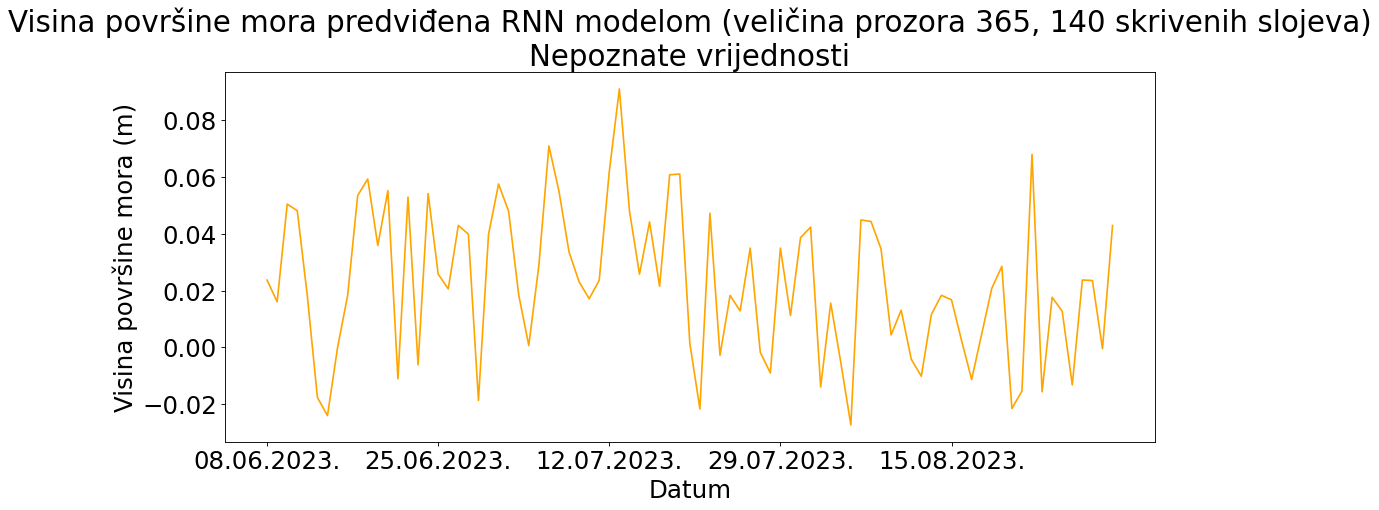 Visina površine mora predviđena RNN modelom (veličina prozora 365, 140 skrivenih slojeva)
Nepoznate vrijednosti
Visina površine mora (m)
0.08
0.06
0.04
0.02
0.00
−0.02
08.06.2023. 25.06.2023. 12.07.2023. 29.07.2023. 15.08.2023.
Datum